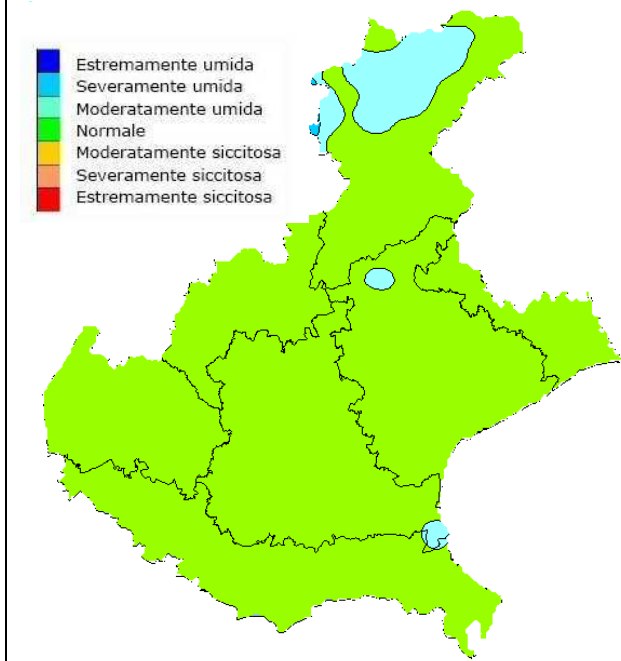 Estremamente umida
Severamente umida
Moderatamente umida
Normale
Moderatamente siccitosa
Severamente siccitosa
Estremamente siccitosa